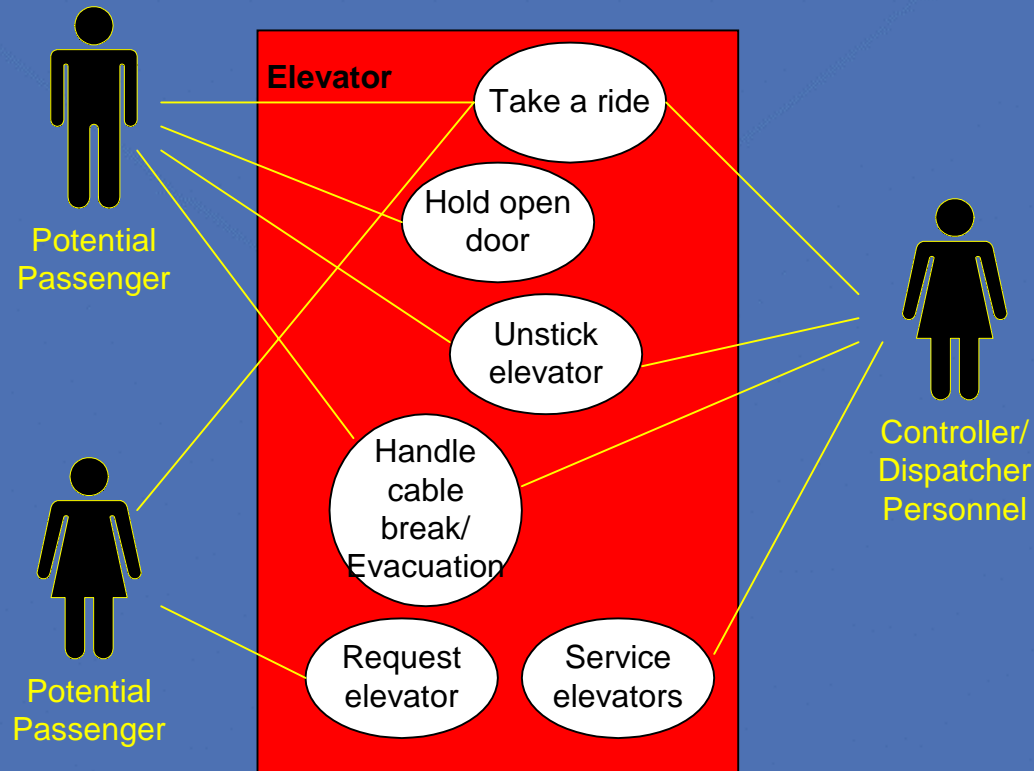 Elevator
Take a ride
Hold open
door
Potential
Passenger
Unstick
elevator
Controller/
Dispatcher
Personnel
Handle
cable
break/
Evacuation
Request
elevator
Service
elevators
Potential
Passenger